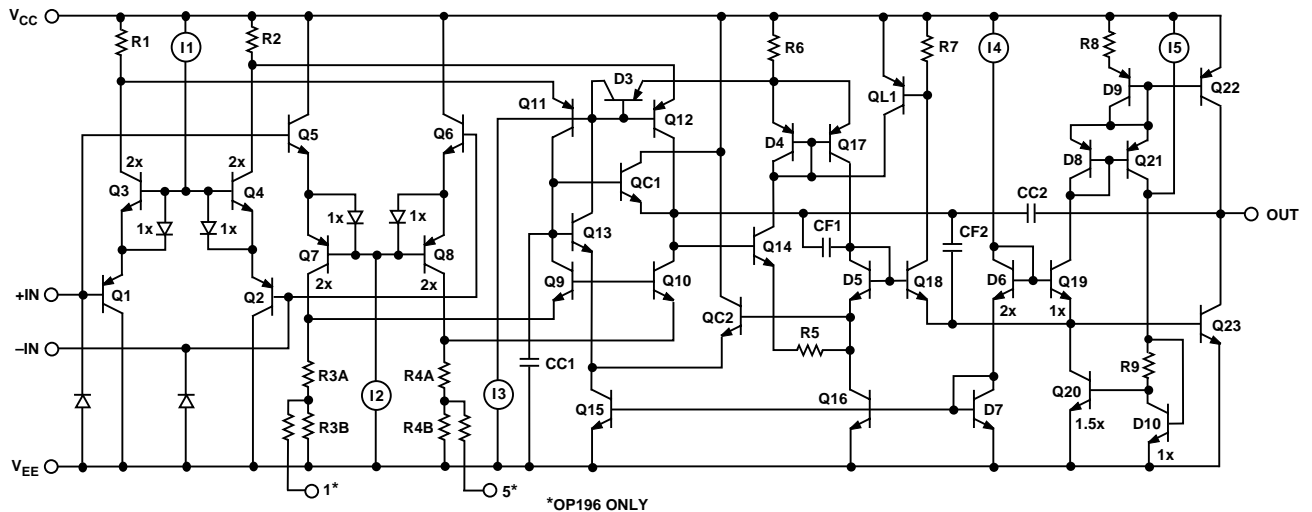 VCC
R1
I1
R2
R6
R7
I4
R8
I5
D3
D9
Q22
Q11
Q12
QL1
Q5
Q6
D4
Q17
D8
Q21
2x
2x
Q3
Q4
QC1
CC2
1x
1x
1x
1x
OUT
Q13
CF1
CF2
Q7
Q8
Q14
2x
2x
Q9
Q10
D5
Q18
D6
Q19
+IN
Q1
Q2
2x
1x
QC2
Q23
–IN
R5
CC1
R3A
R4A
R9
I2
I3
Q20
R3B
R4B
Q15
Q16
D7
1.5x
D10
1x
VEE
1*
5*
*OP196 ONLY